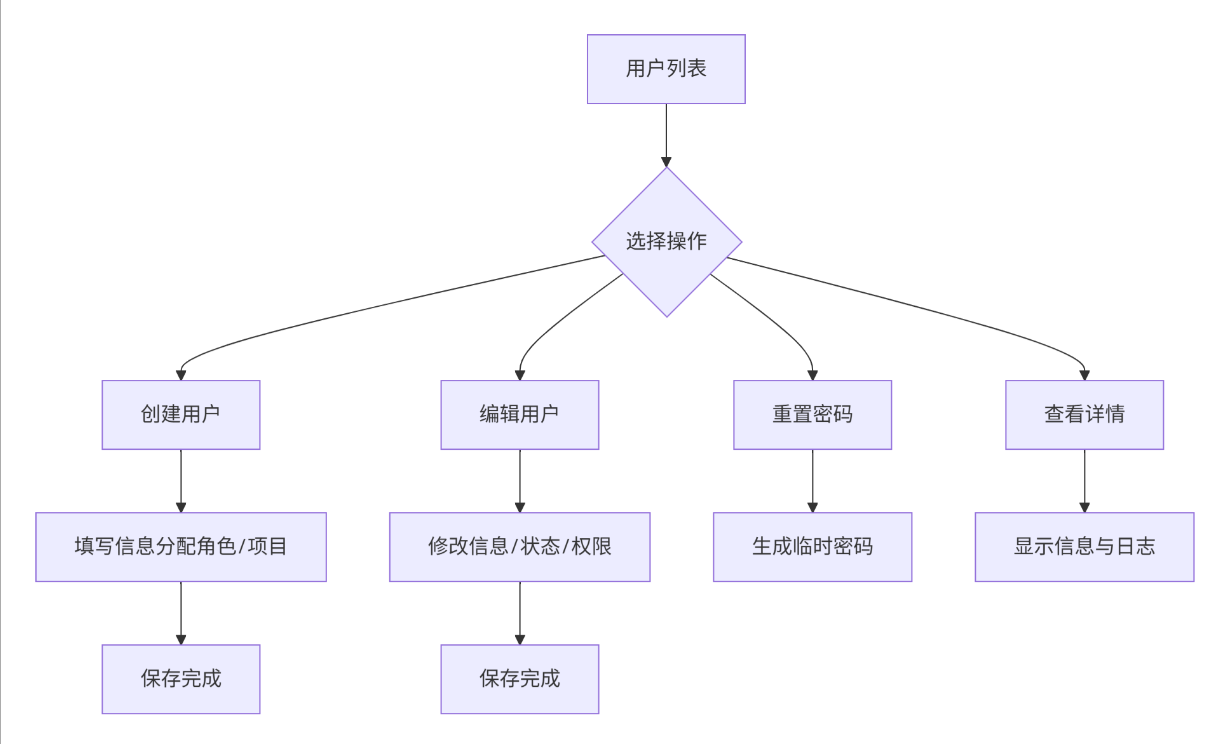 用户列表
选择操作
创建用户
编辑用户
重置密码
查看详情
填写信息分配角色/项目
修改信息/状态/权限
生成临时密码
显示信息与日志
保存完成
保存完成